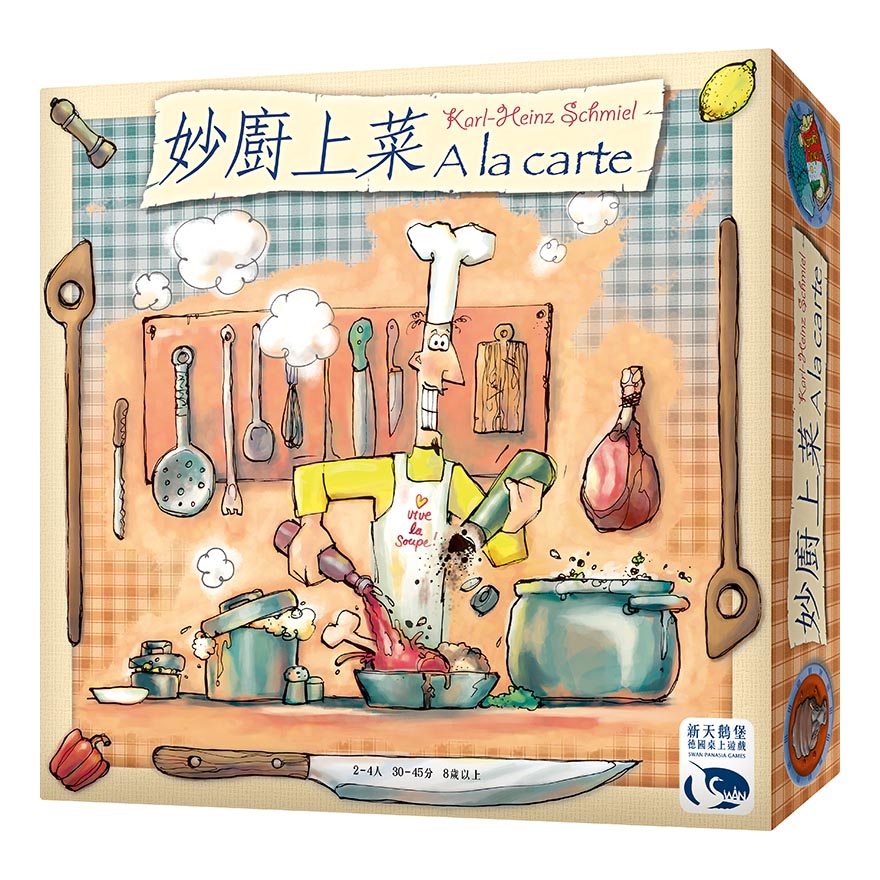 妙廚上菜
Karl-Heinz Schmiel
A la carte
vive
la
soupe!
2-4人 30-45分 8歲以上
新天鵝堡
德國桌上遊戲
SWAN PANASIA GAMES
SWAN
妙廚上菜
Karl-Heinz Schmiel
A la carte